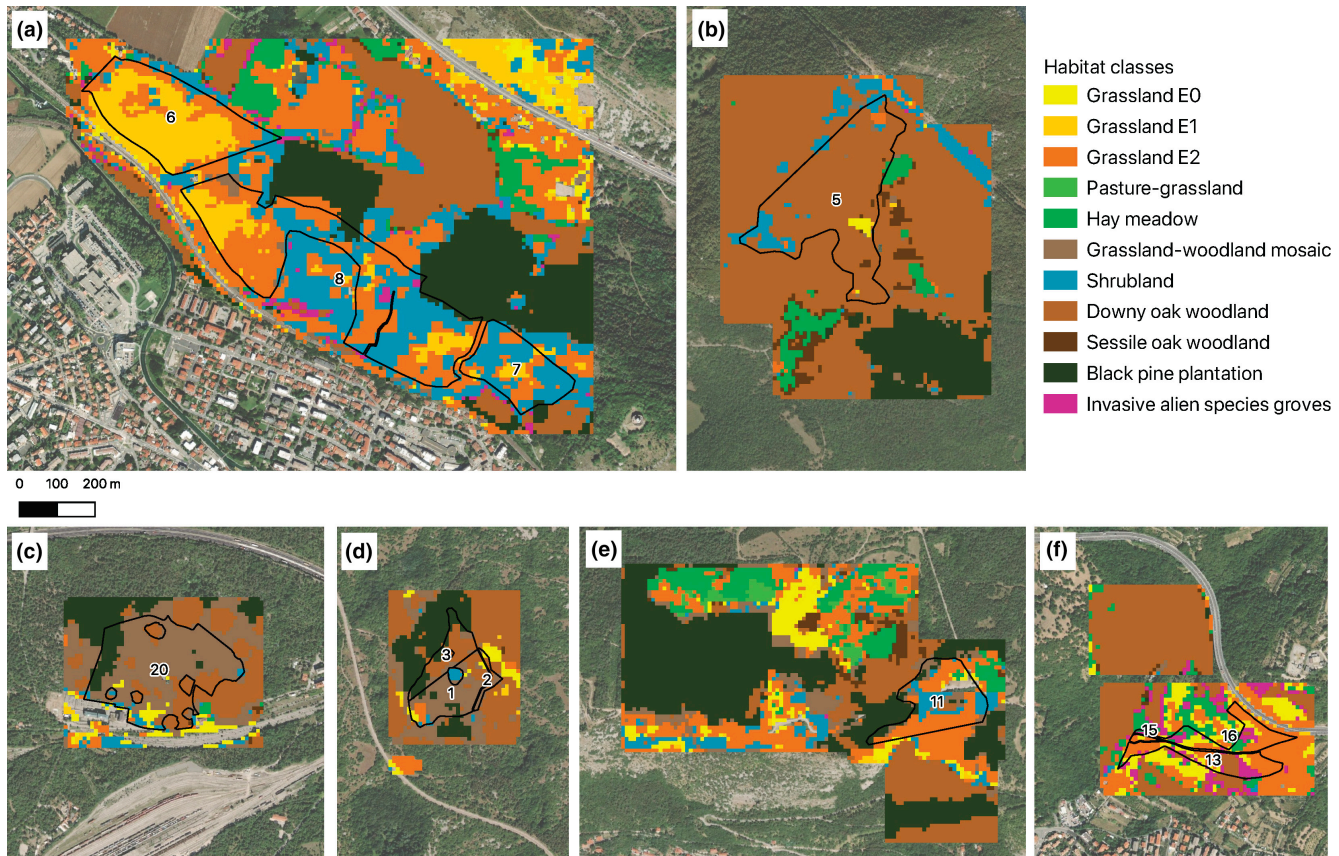 (a)
6
8
7
(b)
5
Habitat classes
Grassland E0
Grassland E1
Grassland E2
Pasture-grassland
Hay meadow
Grassland–woodland mosaic
Shrubland
Downy oak woodland
Sessile oak woodland
Black pine plantation
Invasive alien species groves
0 100 200 m
(c)
20
(d)
3
2
1
(e)
11
(f)
15
16
13